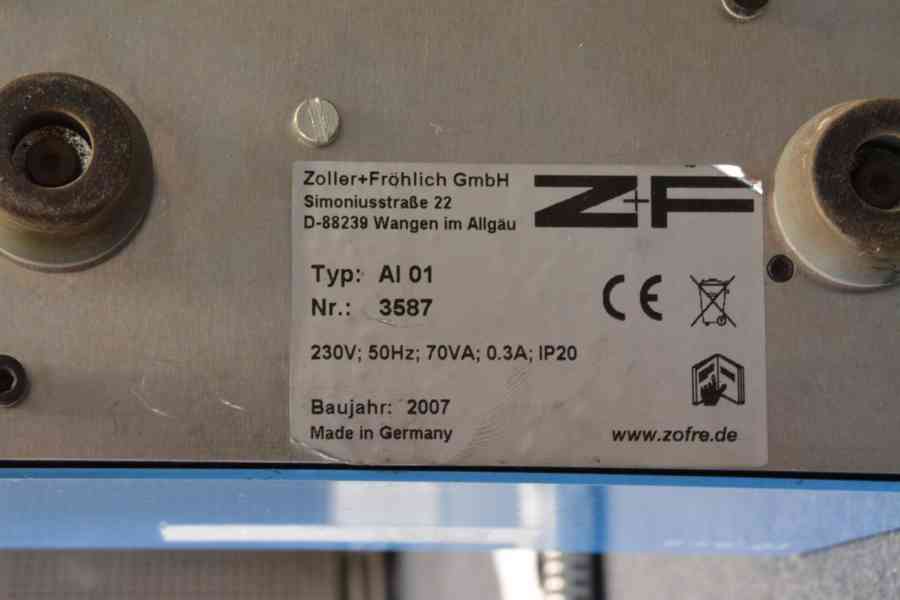 Zoller+Fröhlich GmbH
Simoniusstraße 22
D-88239 Wangen im Allgäu
Z+F
Typ: AI 01
Nr.: 3587
CE
230V; 50Hz; 70VA; 0.3A; IP20
Baujahr: 2007
Made in Germany
www.zofre.de